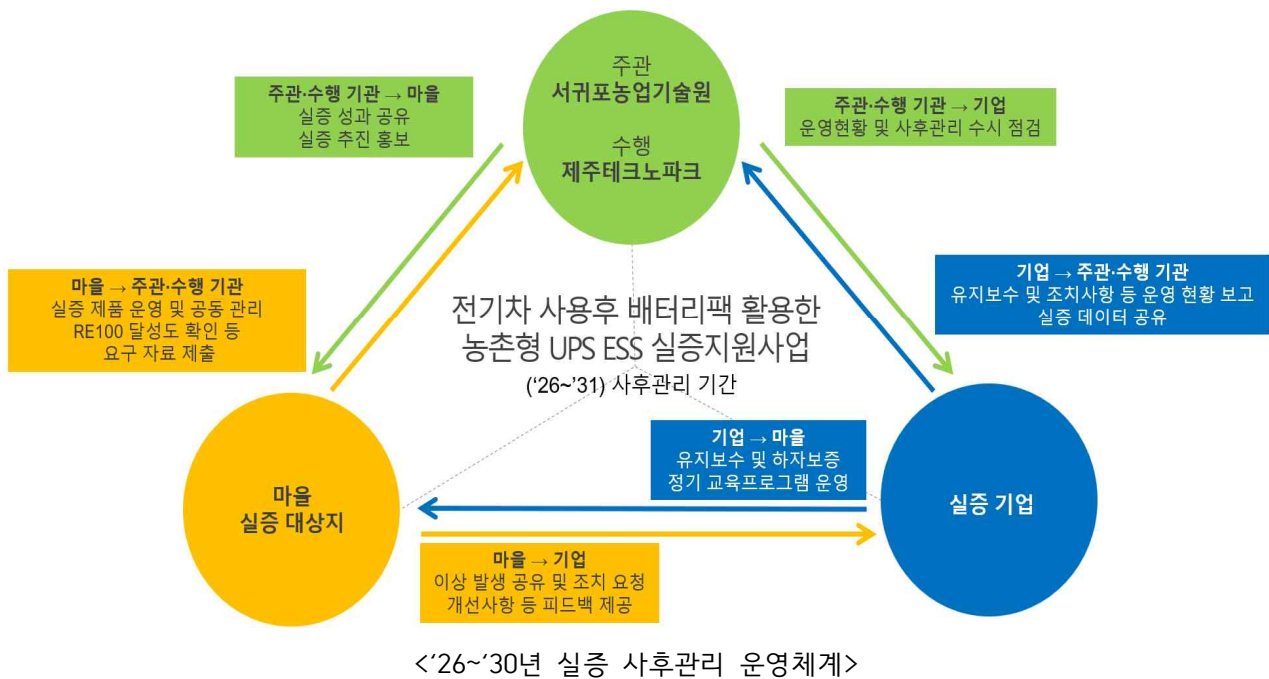 주관
서귀포농업기술원
수행
제주테크노파크
주관·수행 기관 → 마을
실증 성과 공유
실증 추진 홍보
주관·수행 기관 → 기업
운영현황 및 사후관리 수시 점검
마을 → 주관·수행 기관
실증 제품 운영 및 공동 관리
RE100 달성도 확인 등
요구 자료 제출
기업 → 주관·수행 기관
유지보수 및 조치사항 등 운영 현황 보고
실증 데이터 공유
전기차 사용후 배터리팩 활용한
농촌형 UPS ESS 실증지원사업
(‘26~’31) 사후관리 기간
기업 → 마을
유지보수 및 하자보증
정기 교육프로그램 운영
마을
실증 대상지
실증 기업
마을 → 기업
이상 발생 공유 및 조치 요청
개선사항 등 피드백 제공
<‘26~‘30년 실증 사후관리 운영체계>